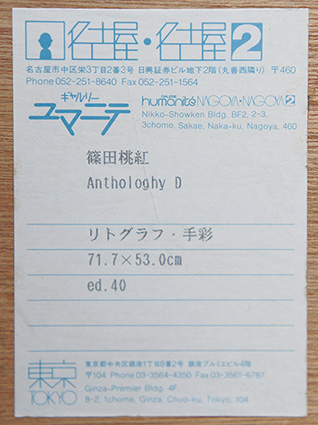 名古屋・名古屋2
名古屋市中区栄3丁目2番3号 日興証券ビル地下2階(丸善西隣り) 〒460
Phone 052-251-8640 Fax 052-251-1564
ギャルリー
ユマニテ
humanité NAGOYA・NAGOYA2
Nikko-Showken Bldg. BF2, 2-3,
3chome, Sakae, Naka-ku, Nagoya, 460
篠田桃紅
Anthologhy D
リトグラフ・手彩
71.7×53.0cm
ed.40
東京
TOKYO
東京都中央区銀座1丁目8番2号 銀座プルミエビル4階
〒104 Phone 03-3564-4350 Fax 03-3561-6787
Ginza-Premier Bldg. 4F,
8-2, 1chome, Ginza, Chuo-ku, Tokyo, 104